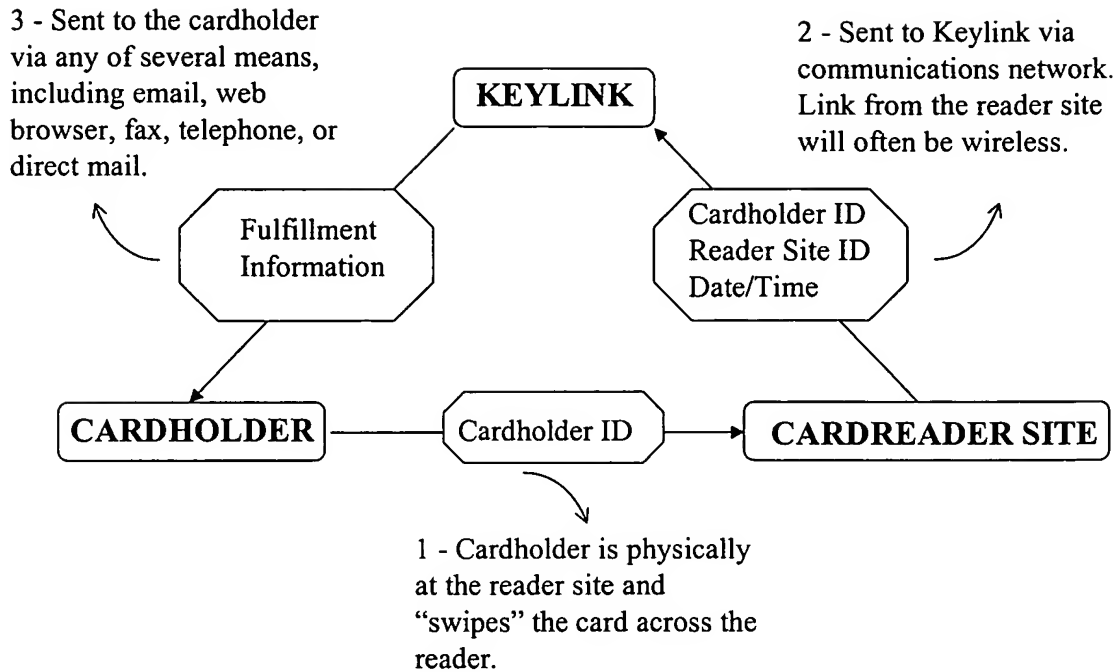 3 - Sent to the cardholder
via any of several means,
including email, web
browser, fax, telephone, or
direct mail.
2 - Sent to Keylink via
communications network.
Link from the reader site
will often be wireless.
KEYLINK
Fulfillment
Information
Cardholder ID
Reader Site ID
Date/Time
CARDHOLDER
Cardholder ID
CARDREADER SITE
1 - Cardholder is physically
at the reader site and
“swipes” the card across the
reader.